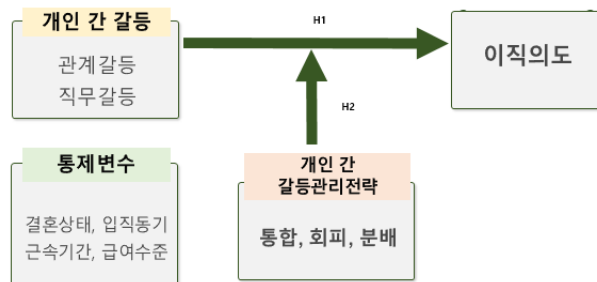 개인 간 갈등
관계갈등
직무갈등
H1
이직의도
H2
통제변수
결혼상태, 입직동기
근속기간, 급여수준
개인 간
갈등관리전략
통합, 회피, 분배